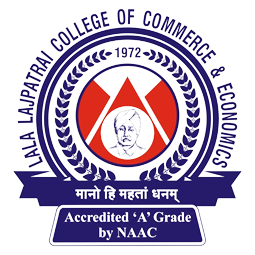 LALA LAJPATRAI COLLEGE OF COMMERCE & ECONOMICS
1972
मानो हि महतां धनम्
Accredited ‘A’ Grade
by NAAC